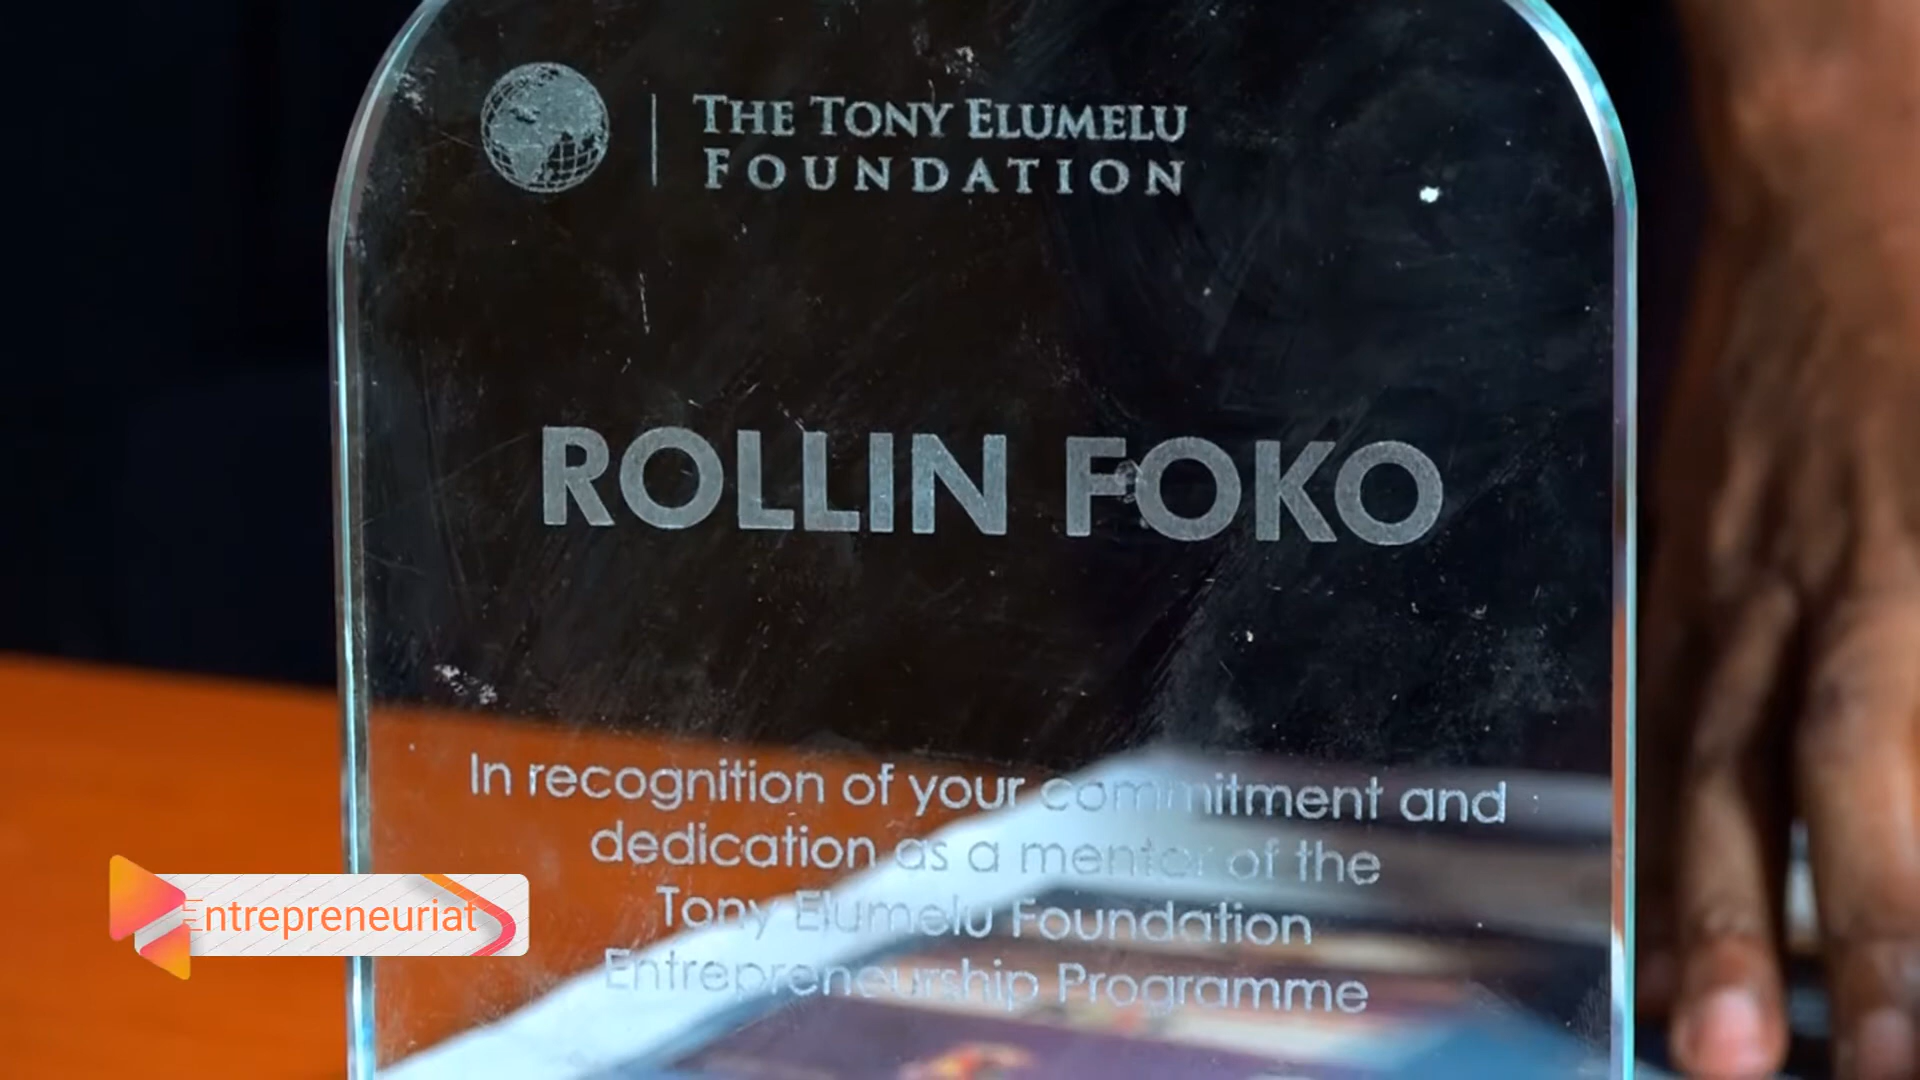 THE TONY ELUMELU
FOUNDATION
ROLLIN FOKO
In recognition of your commitment and
dedication as a mentor of the
Tony Elumelu Foundation
Entrepreneurship Programme
Entrepreneuriat